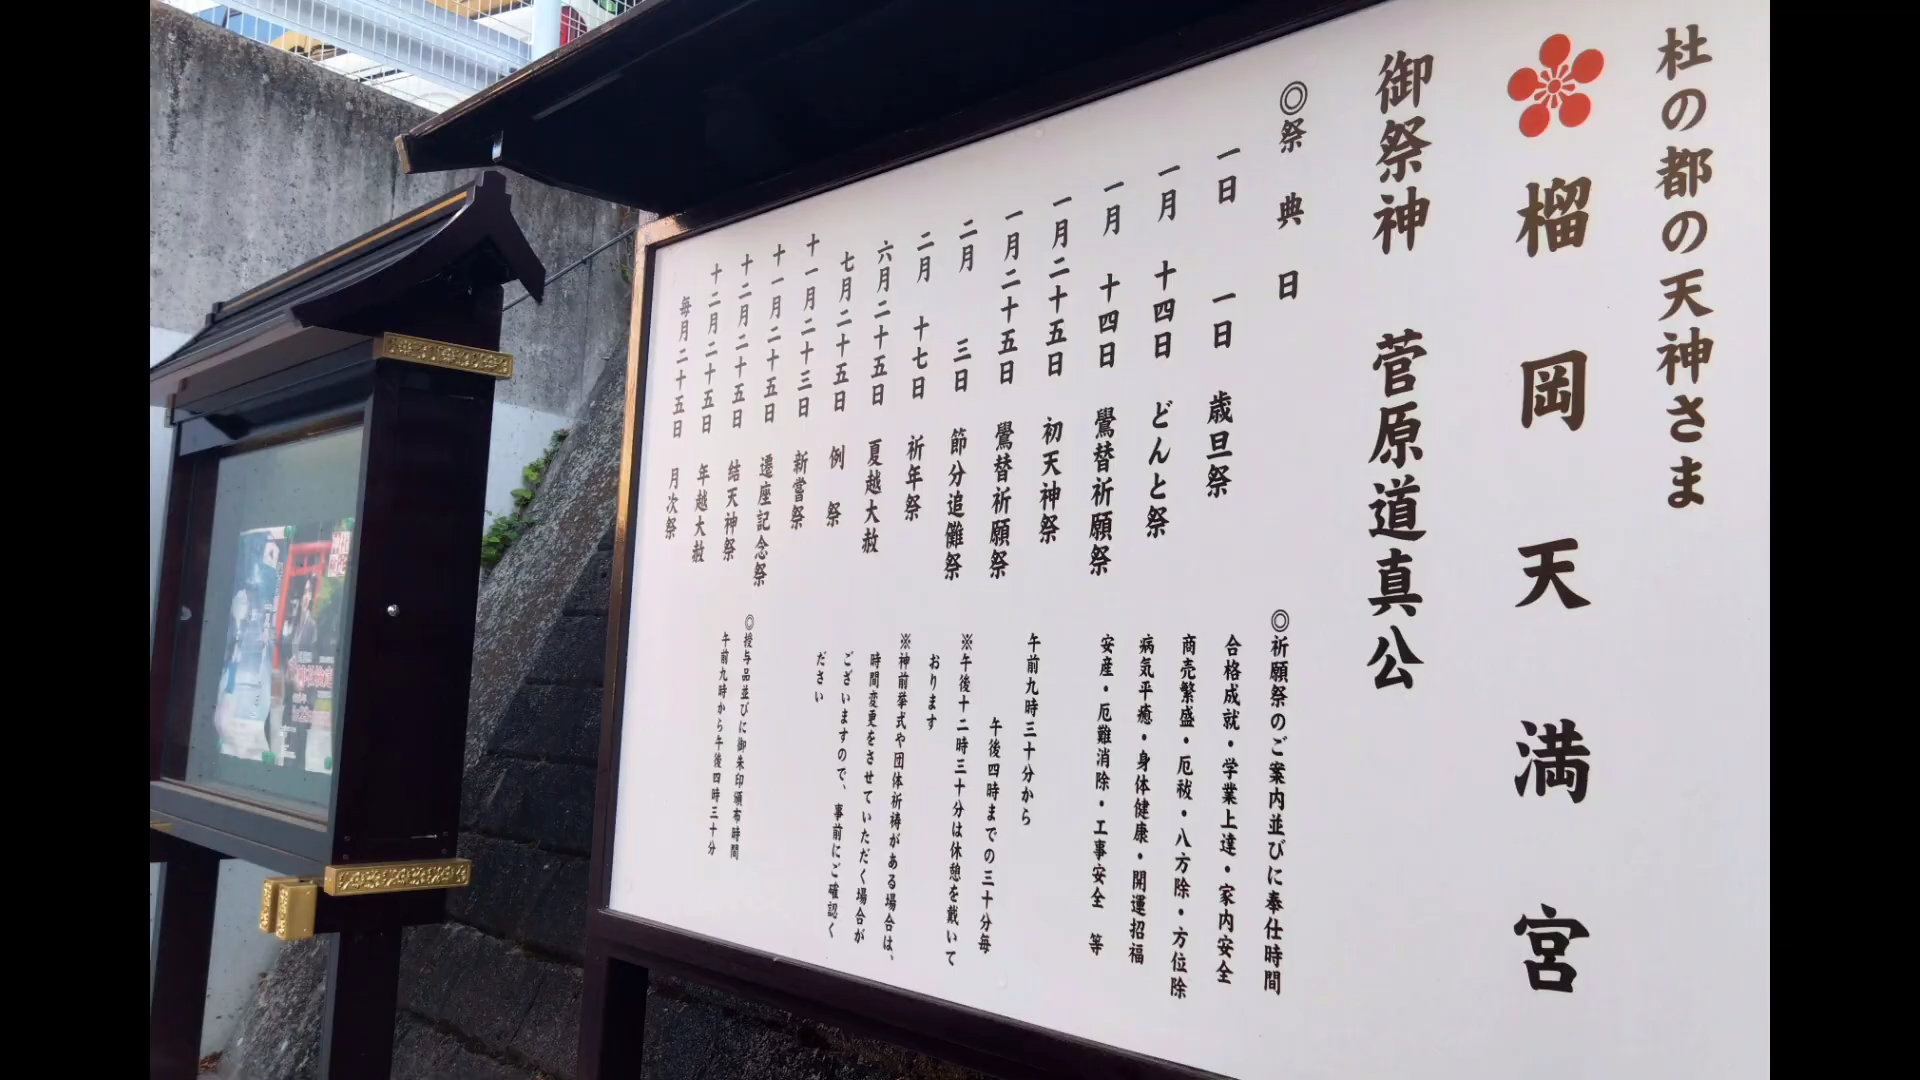 杜の都の天神さま
榴岡天満宮
御祭神 菅原道真公
◎祭典日
一日 一日 歳旦祭
一月 十四日 どんと祭
一月 十四日 鷽替祈願祭
一月二十五日 初天神祭
一月二十五日 鷽替祈願祭
二月 三日 節分追儺祭
二月 十七日 祈年祭
六月二十五日 夏越大赦
七月二十五日 例祭
十一月二十三日 新嘗祭
十一月二十五日 遷座記念祭
十二月二十五日 結天神祭
十二月二十五日 年越大赦
毎月二十五日 月次祭
◎祈願祭のご案内並びに奉仕時間
合格成就・学業上達・家内安全
商売繁盛・厄祓・八方除・方位除
病気平癒・身体健康・開運招福
安産・厄難消除・工事安全 等
午前九時三十分から
午後四時までの三十分毎
※午後十二時三十分は休憩を戴いて
おります
※神前挙式や団体祈祷がある場合は、
時間変更をさせていただく場合が
ございますので、事前にご確認く
ださい
◎授与品並びに御朱印頒布時間
午前九時から午後四時三十分